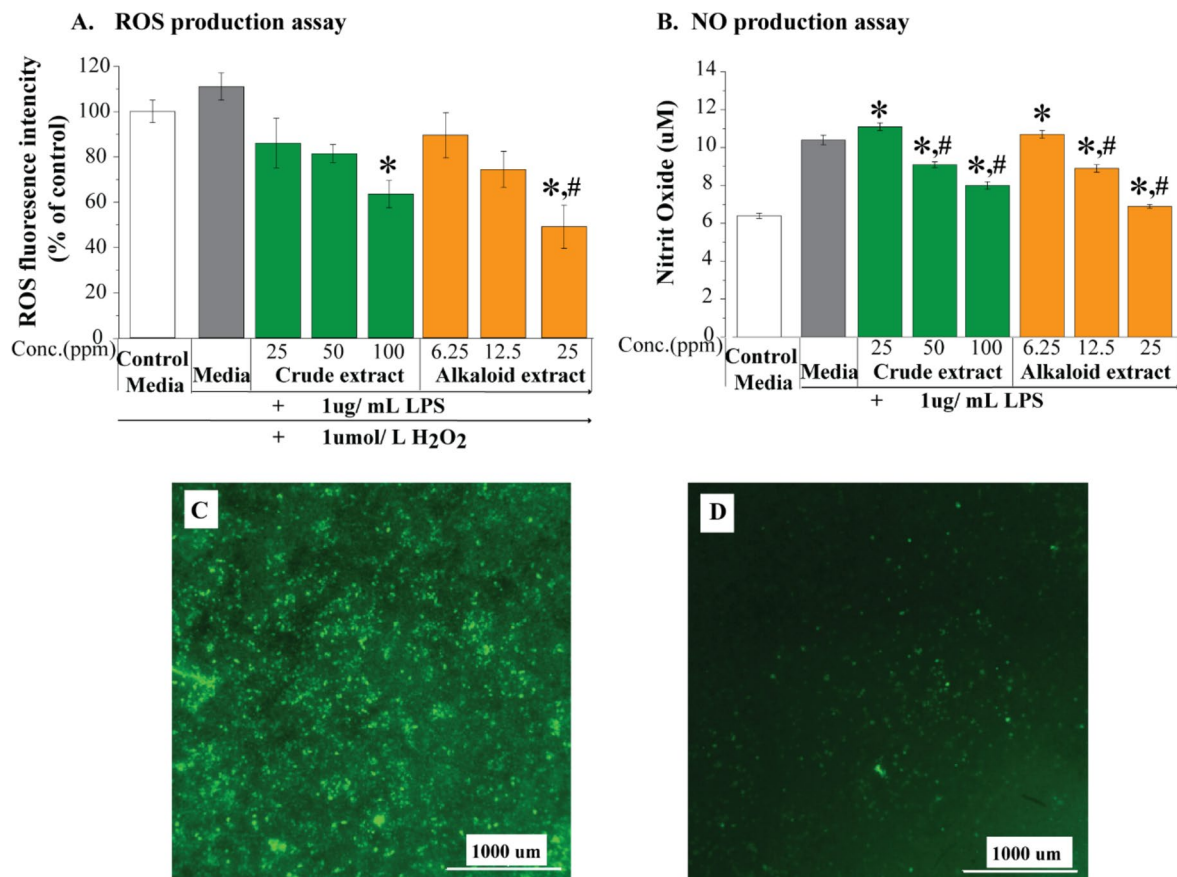 A. ROS production assay
ROS fluoresence intencity
(% of control)
120
100
80
60
40
20
0
*
*,#
Conc.(ppm)
25 50 100 6.25 12.5 25
Control
Media
Media
Crude extract
Alkaloid extract
+ 1ug/ mL LPS
+ 1umol/ L H₂O₂
B. NO production assay
Nitrit Oxide (uM)
14
12
10
8
6
4
2
0
*
*,#
*,#
*
*,#
*,#
Conc.(ppm)
25 50 100 6.25 12.5 25
Control
Media
Media
Crude extract
Alkaloid extract
+ 1ug/ mL LPS
C
1000 um
D
1000 um